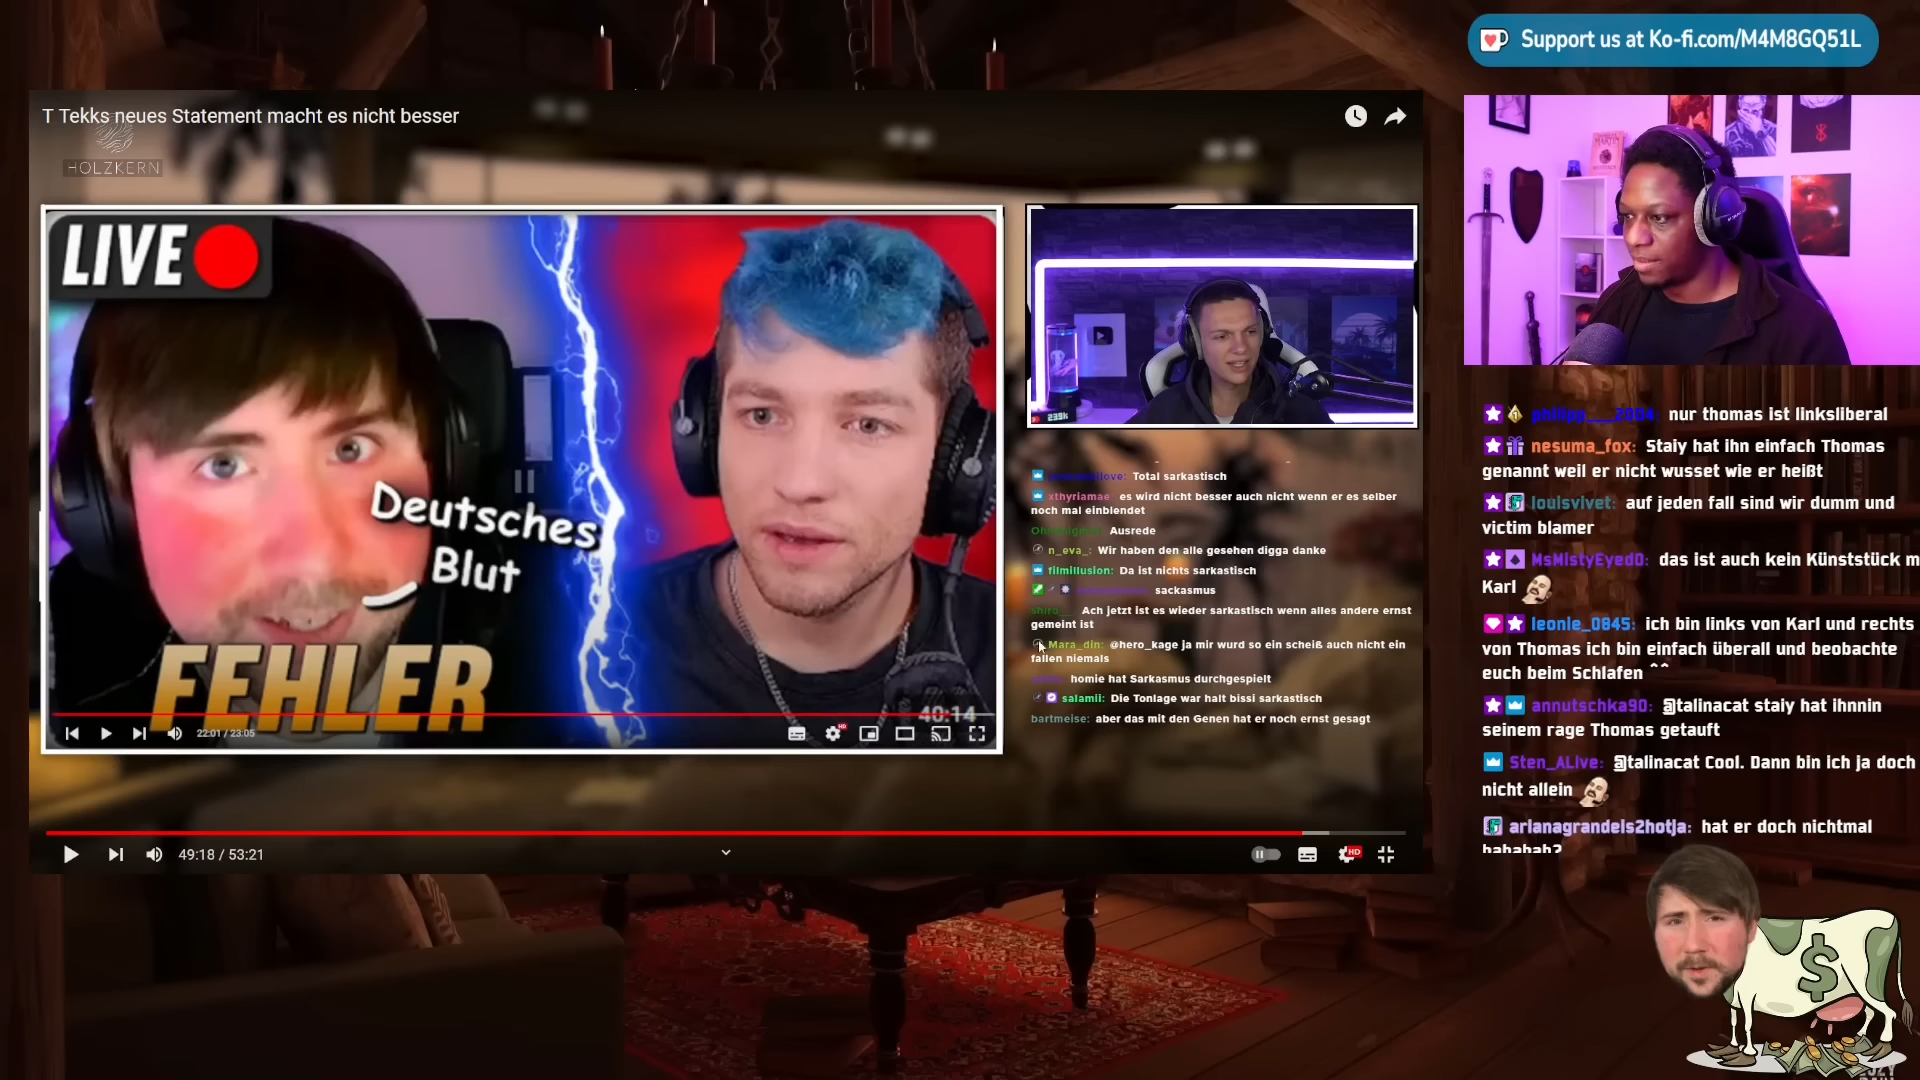 Support us at Ko-fi.com/M4M8GQ51L
T Tekks neues Statement macht es nicht besser
HOLZKERN
LIVE
Deutsches
Blut
FEHLER
40:14
22:01 / 23:05
HD
239k
Total sarkastisch
xthyriamae: es wird nicht besser auch nicht wenn er es selber
noch mal einblendet
Ausrede
n_eva_: Wir haben den alle gesehen digga danke
filmillusion: Da ist nichts sarkastisch
sackasmus
Ach jetzt ist es wieder sarkastisch wenn alles andere ernst
gemeint ist
Mara_din: @hero_kage ja mir wurd so ein scheiß auch nicht ein
fallen niemals
homie hat Sarkasmus durchgespielt
salamii: Die Tonlage war halt bissi sarkastisch
bartmeise: aber das mit den Genen hat er noch ernst gesagt
49:18 / 53:21
HD
philipp___2004: nur thomas ist linksliberal
nesuma_fox: Staiy hat ihn einfach Thomas
genannt weil er nicht wusset wie er heißt
louisvlvet: auf jeden fall sind wir dumm und
victim blamer
MsMistyEyed0: das ist auch kein Künststück m
Karl
leonie_0845: ich bin links von Karl und rechts
von Thomas ich bin einfach überall und beobachte
euch beim Schlafen ^^
annutschka90: @talinacat staiy hat ihnnin
seinem rage Thomas getauft
Sten_ALive: @talinacat Cool. Dann bin ich ja doch
nicht allein
arianagrandeis2hotja: hat er doch nichtmal
hahahah?
$